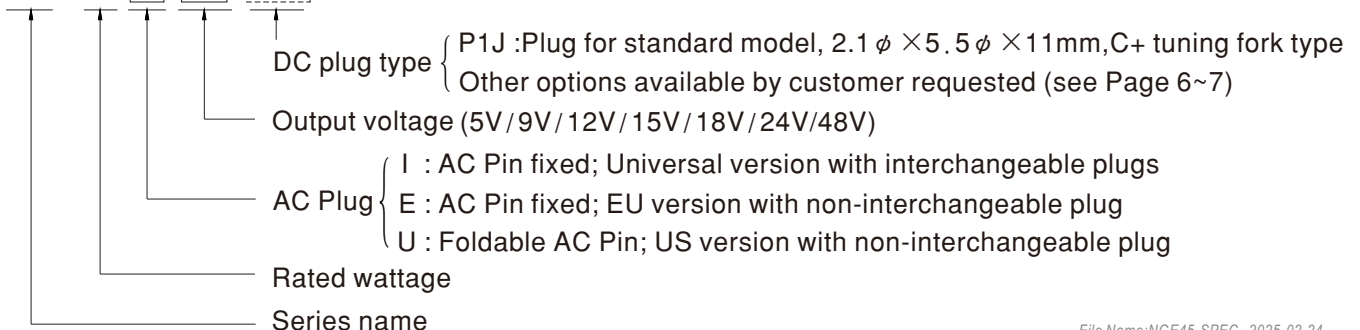 P1J :Plug for standard model, 2.1 φ ×5.5 φ ×11mm,C+ tuning fork type
DC plug type
Other options available by customer requested (see Page 6~7)
Output voltage (5V/9V/12V/15V/18V/24V/48V)
I : AC Pin fixed; Universal version with interchangeable plugs
AC Plug E : AC Pin fixed; EU version with non-interchangeable plug
U : Foldable AC Pin; US version with non-interchangeable plug
Rated wattage
Series name
File Name:NGE45-SPEC 2025-02-24